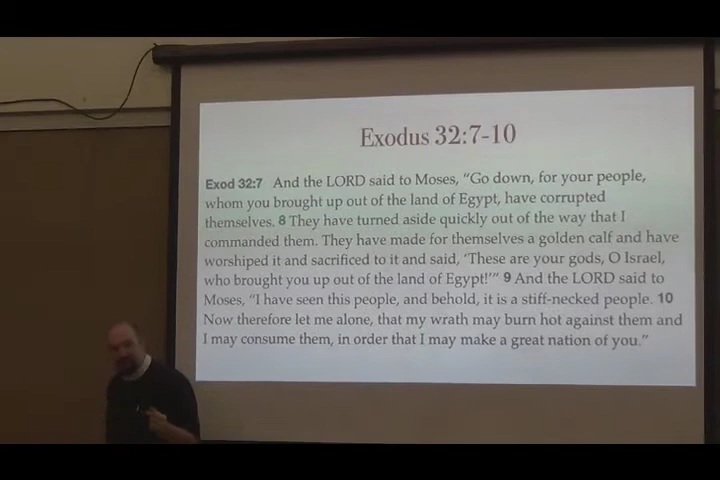 Exodus 32:7-10
Exod 32:7 And the LORD said to Moses, “Go down, for your people,
whom you brought up out of the land of Egypt, have corrupted
themselves. 8 They have turned aside quickly out of the way that I
commanded them. They have made for themselves a golden calf and have
worshiped it and sacrificed to it and said, ‘These are your gods, O Israel,
who brought you up out of the land of Egypt!’” 9 And the LORD said to
Moses, “I have seen this people, and behold, it is a stiff-necked people. 10
Now therefore let me alone, that my wrath may burn hot against them and
I may consume them, in order that I may make a great nation of you.”